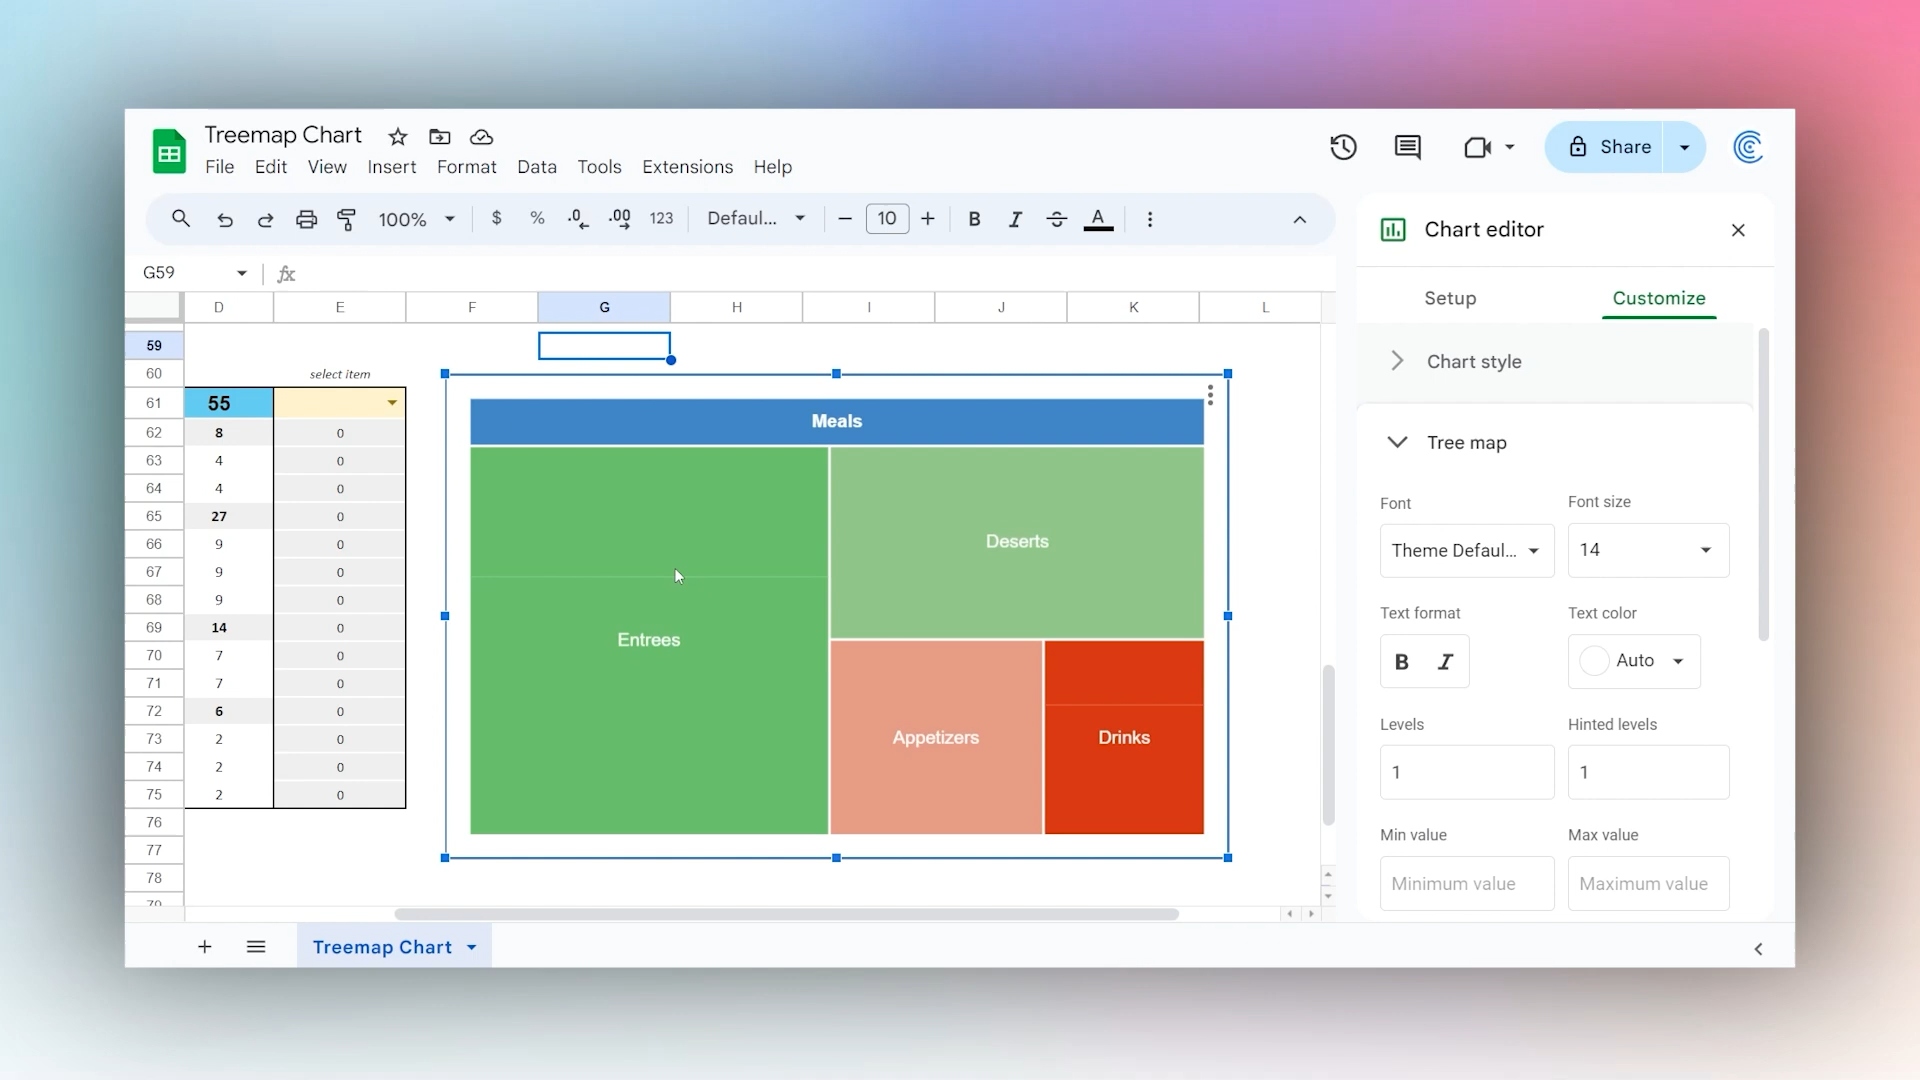 Treemap Chart
File Edit View Insert Format Data Tools Extensions Help
Share
100% $ % .0 .00 123 Defaul... 10 B I S A
G59 fx
Chart editor
Setup Customize
D E F G H I J K L
59
60 select item
61 55
62 8 0
63 4 0
64 4 0
65 27 0
66 9 0
67 9 0
68 9 0
69 14 0
70 7 0
71 7 0
72 6 0
73 2 0
74 2 0
75 2 0
76
77
78
Meals
Deserts
Entrees
Appetizers
Drinks
Chart style
Tree map
Font Font size
Theme Defaul... 14
Text format Text color
B I Auto
Levels Hinted levels
1 1
Min value Max value
Minimum value Maximum value
Treemap Chart